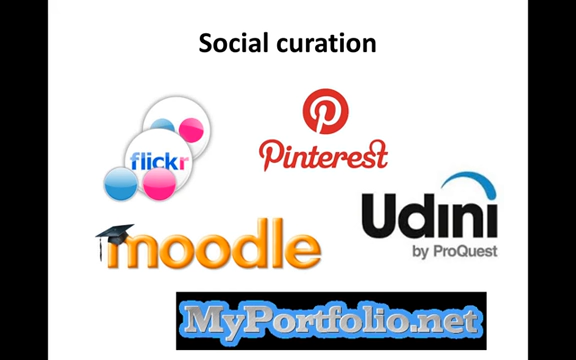 Social curation
flickr
Pinterest
Udini
by ProQuest
moodle
MyPortfolio.net